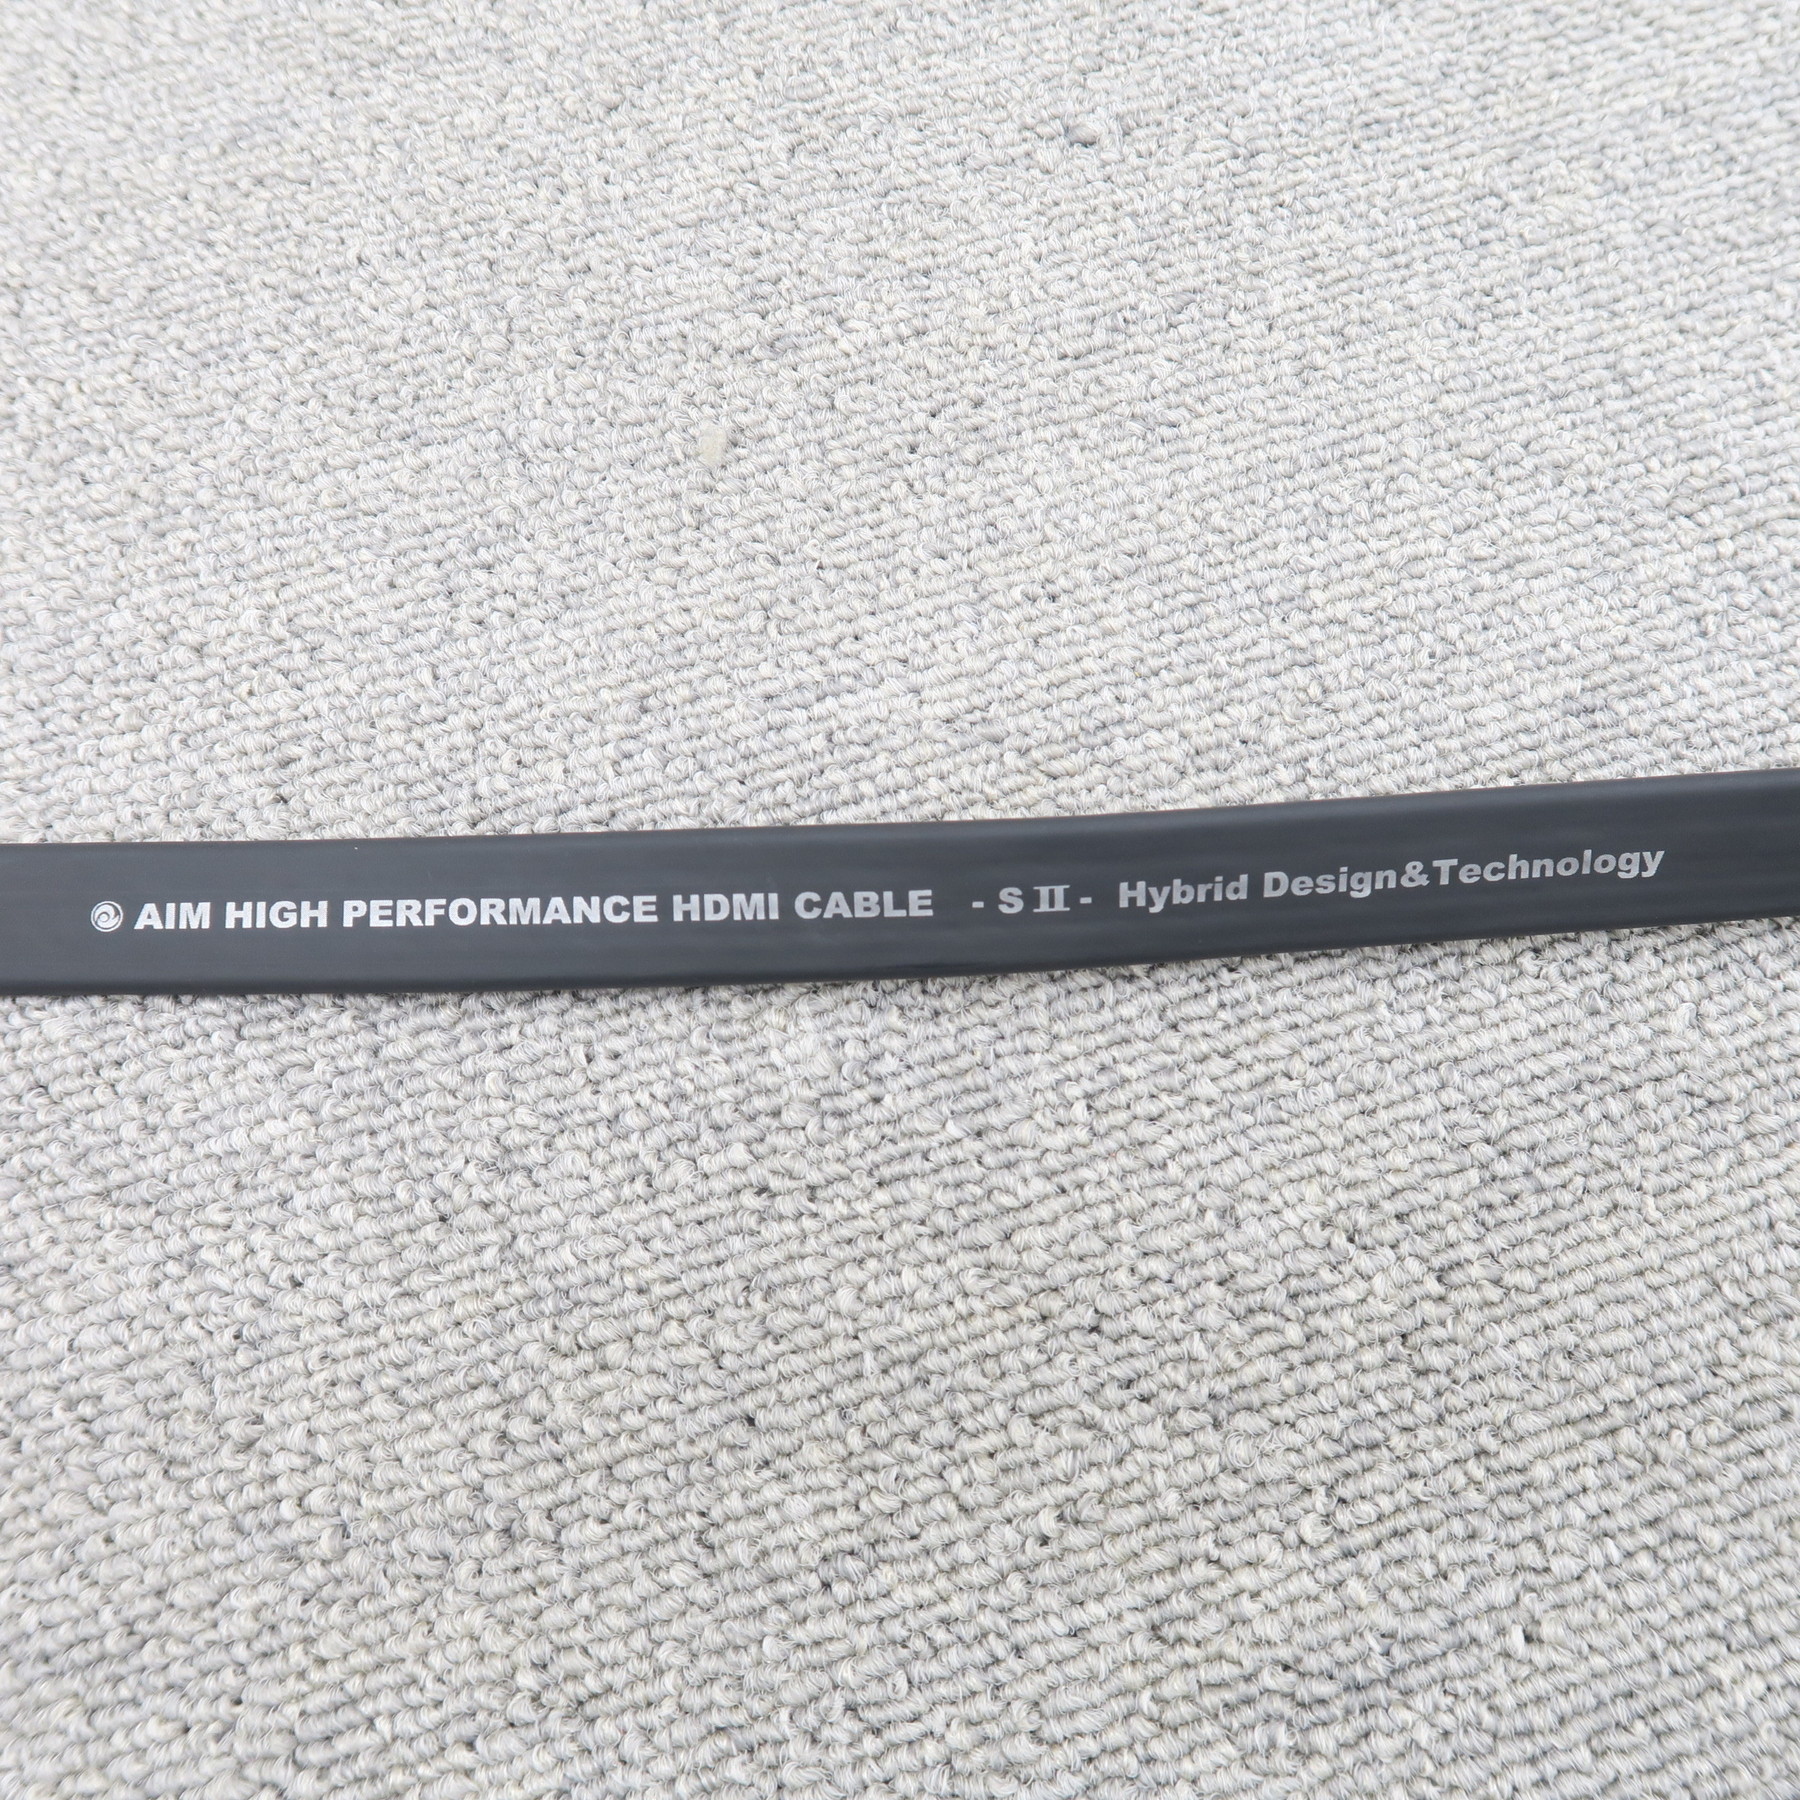 AIM HIGH PERFORMANCE HDMI CABLE - S II - Hybrid Design&Technology